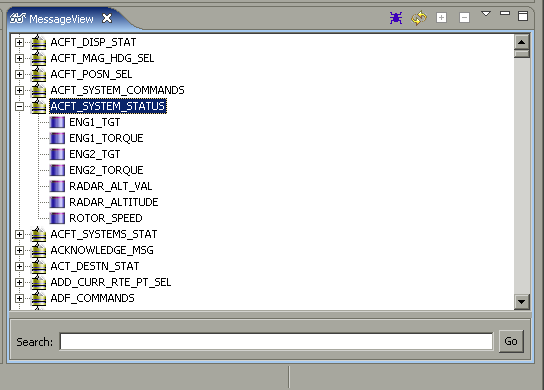 MessageView
ACFT_DISP_STAT
ACFT_MAG_HDG_SEL
ACFT_POSN_SEL
ACFT_SYSTEM_COMMANDS
ACFT_SYSTEM_STATUS
ENG1_TGT
ENG1_TORQUE
ENG2_TGT
ENG2_TORQUE
RADAR_ALT_VAL
RADAR_ALTITUDE
ROTOR_SPEED
ACFT_SYSTEMS_STAT
ACKNOWLEDGE_MSG
ACT_DESTN_STAT
ADD_CURR_RTE_PT_SEL
ADF_COMMANDS
Search: Go